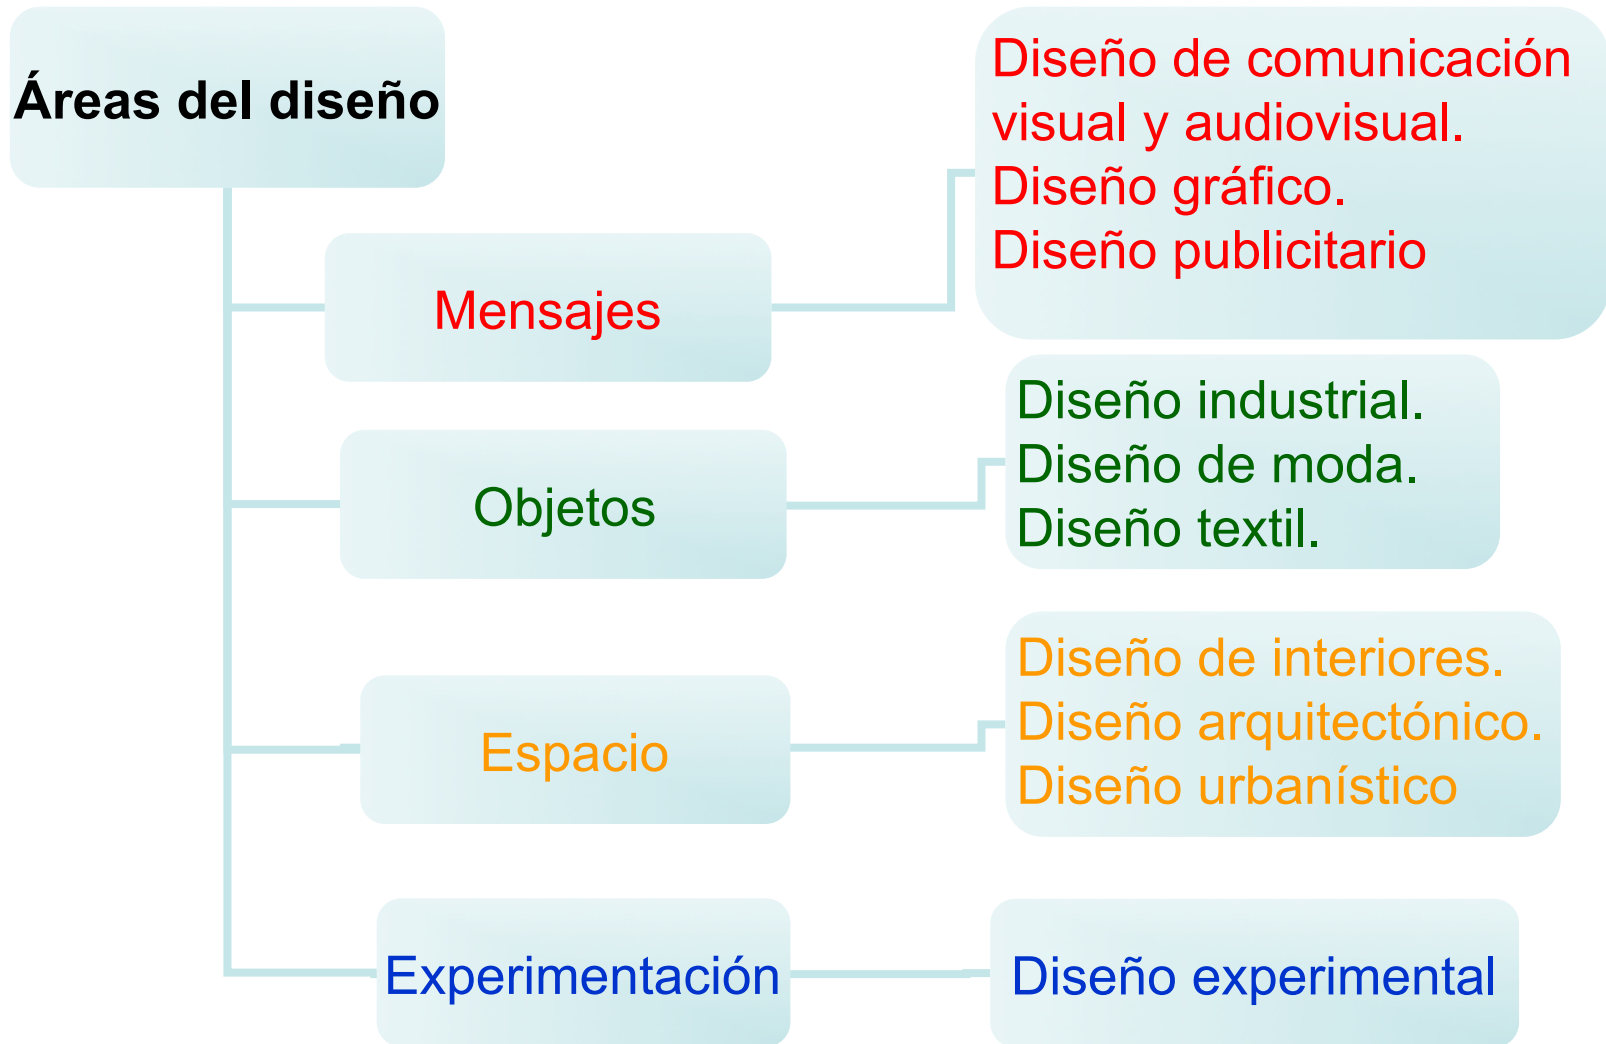 Áreas del diseño
Mensajes
Diseño de comunicación
visual y audiovisual.
Diseño gráfico.
Diseño publicitario
Objetos
Diseño industrial.
Diseño de moda.
Diseño textil.
Espacio
Diseño de interiores.
Diseño arquitectónico.
Diseño urbanístico
Experimentación
Diseño experimental